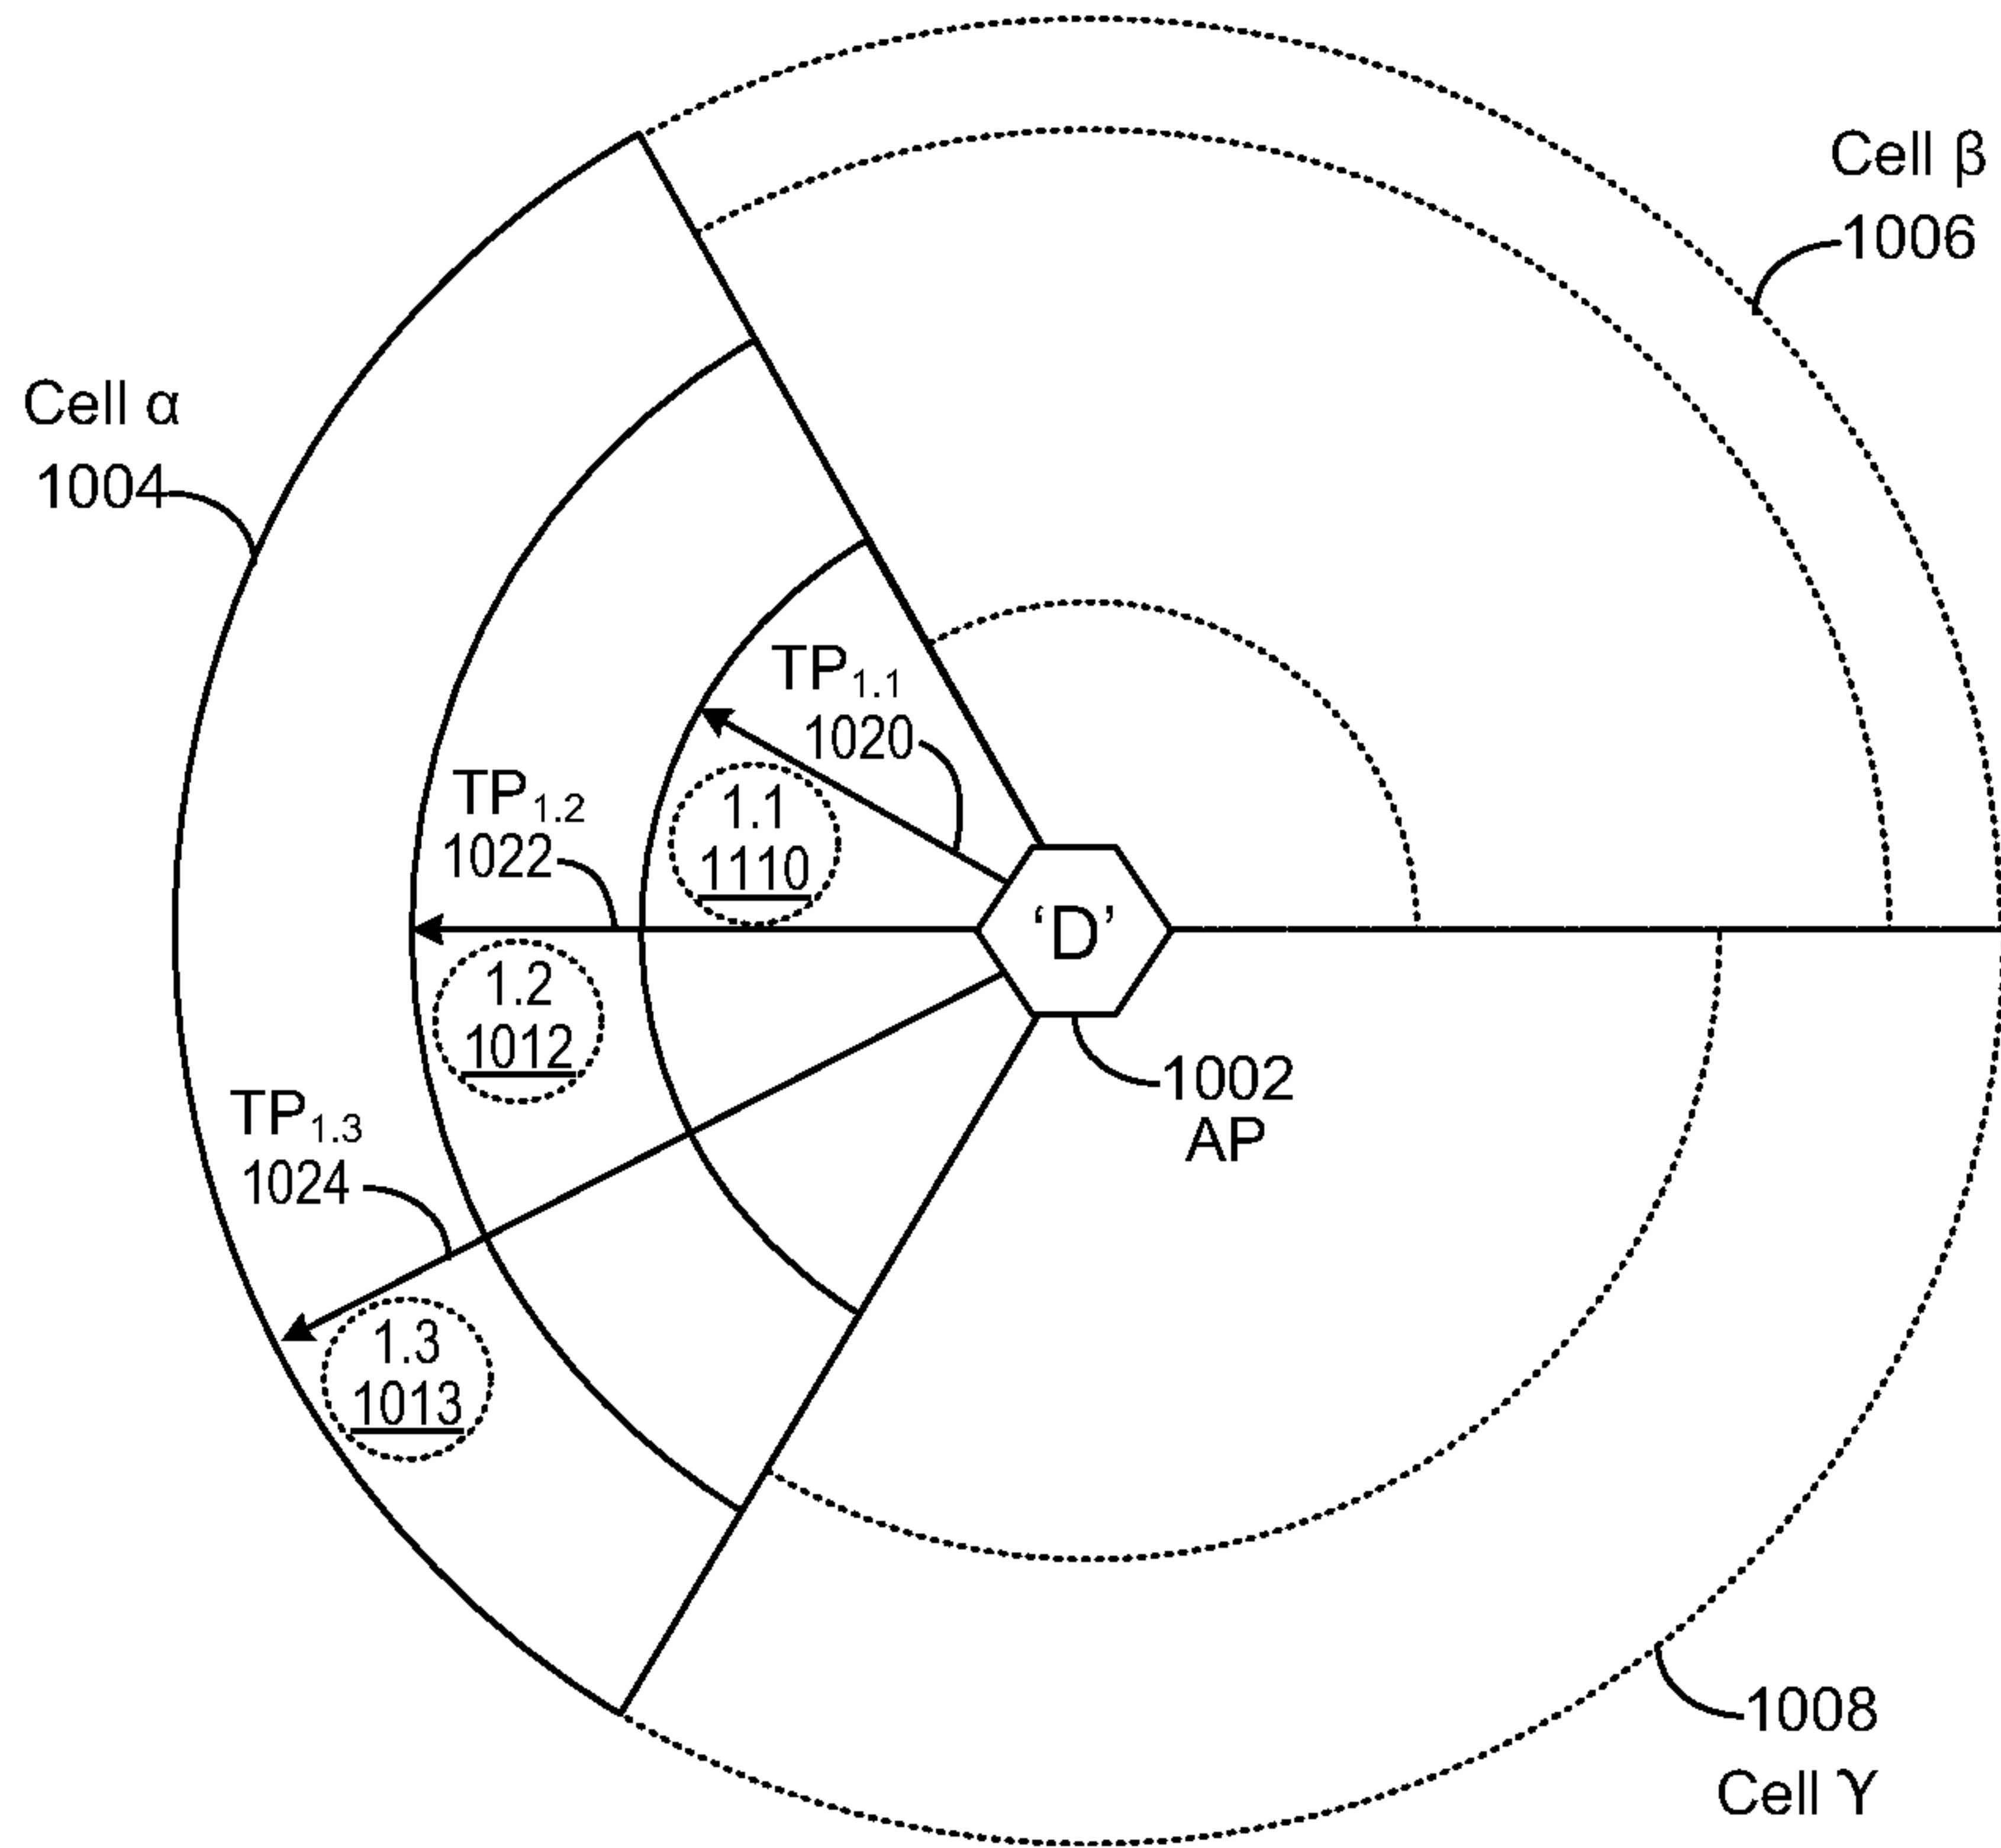 Cell β
1006
Cell α
1004
TP1.1
1020
TP1.2
1022
1.1
1110
'D'
1.2
1012
1002
AP
TP1.3
1024
1.3
1013
1008
Cell ϒ